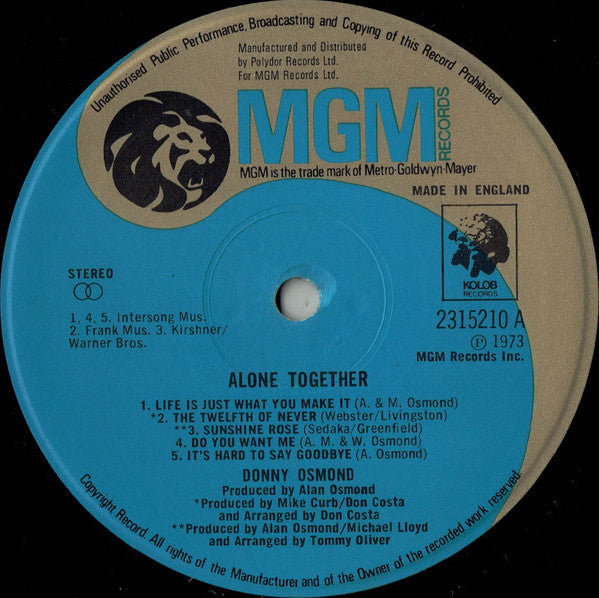 Unauthorised Public Performance, Broadcasting and Copying of this Record Prohibited
Manufactured and Distributed
by Polydor Records Ltd.
For MGM Records Ltd.
MGM
RECORDS
MGM is the trade mark of Metro-Goldwyn-Mayer
MADE IN ENGLAND
KOLOB
RECORDS
STEREO
1, 4, 5. Intersong Mus.
2. Frank Mus. 3. Kirshner/
Warner Bros.
2315210 A
Ⓟ 1973
MGM Records Inc.
ALONE TOGETHER
1. LIFE IS JUST WHAT YOU MAKE IT (A. & M. Osmond)
*2. THE TWELFTH OF NEVER (Webster/Livingston)
**3. SUNSHINE ROSE (Sedaka/Greenfield)
4. DO YOU WANT ME (A. M. & W. Osmond)
5. IT'S HARD TO SAY GOODBYE (A. Osmond)
DONNY OSMOND
Produced by Alan Osmond
*Produced by Mike Curb/Don Costa
and Arranged by Don Costa
**Produced by Alan Osmond/Michael Lloyd
and Arranged by Tommy Oliver
Copyright Record. All rights of the Manufacturer and of the Owner of the recorded work reserved.